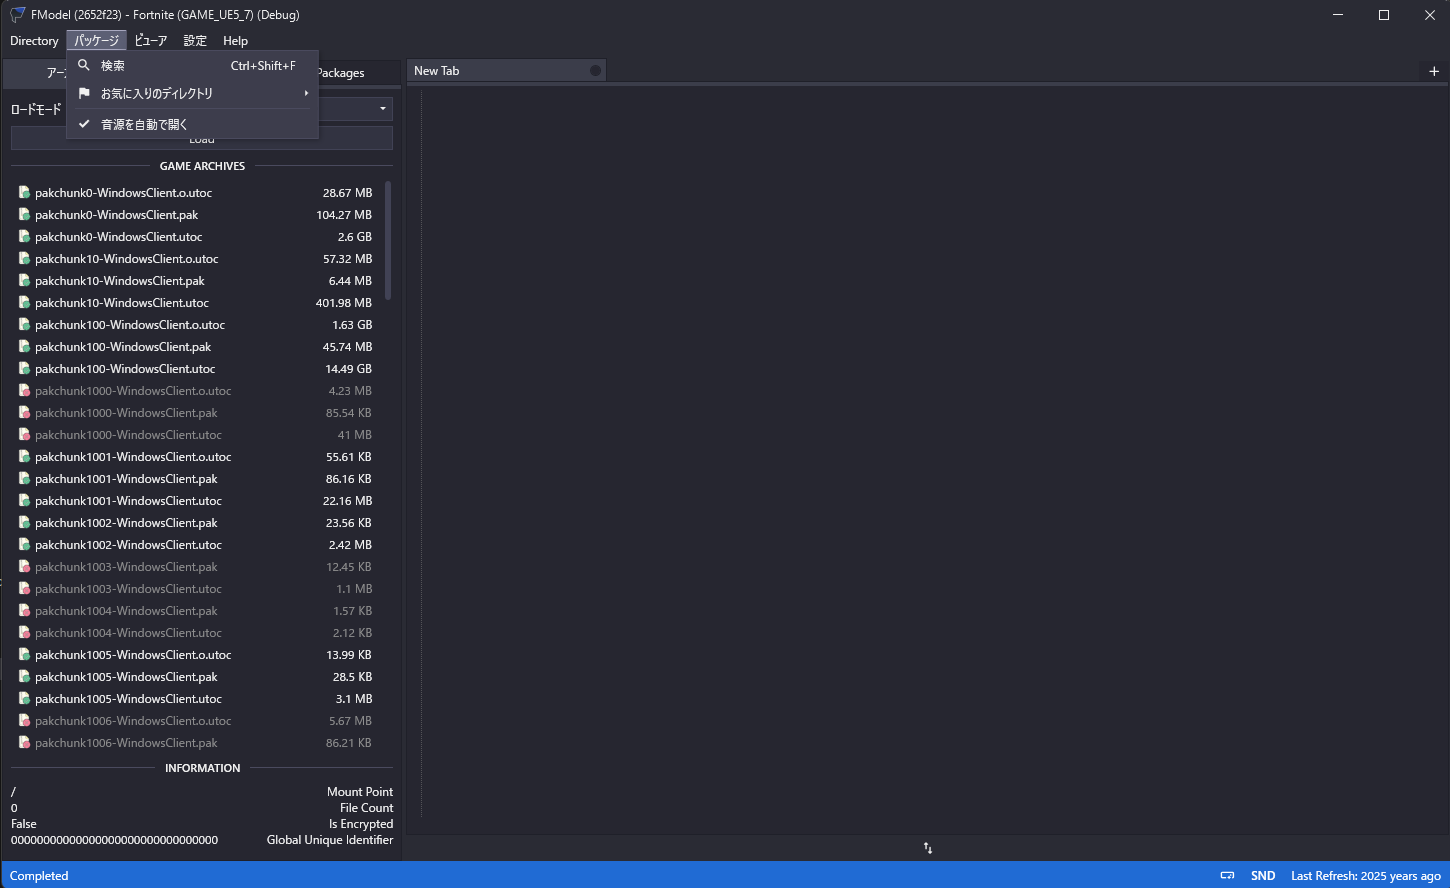 FModel (2652f23) - Fortnite (GAME_UE5_7) (Debug)
Directory パッケージ ビューア 設定 Help
検索 Ctrl+Shift+F
お気に入りのディレクトリ
音源を自動で開く
Packages
New Tab
ロードモード
Load
GAME ARCHIVES
pakchunk0-WindowsClient.o.utoc 28.67 MB
pakchunk0-WindowsClient.pak 104.27 MB
pakchunk0-WindowsClient.utoc 2.6 GB
pakchunk10-WindowsClient.o.utoc 57.32 MB
pakchunk10-WindowsClient.pak 6.44 MB
pakchunk10-WindowsClient.utoc 401.98 MB
pakchunk100-WindowsClient.o.utoc 1.63 GB
pakchunk100-WindowsClient.pak 45.74 MB
pakchunk100-WindowsClient.utoc 14.49 GB
pakchunk1000-WindowsClient.o.utoc 4.23 MB
pakchunk1000-WindowsClient.pak 85.54 KB
pakchunk1000-WindowsClient.utoc 41 MB
pakchunk1001-WindowsClient.o.utoc 55.61 KB
pakchunk1001-WindowsClient.pak 86.16 KB
pakchunk1001-WindowsClient.utoc 22.16 MB
pakchunk1002-WindowsClient.pak 23.56 KB
pakchunk1002-WindowsClient.utoc 2.42 MB
pakchunk1003-WindowsClient.pak 12.45 KB
pakchunk1003-WindowsClient.utoc 1.1 MB
pakchunk1004-WindowsClient.pak 1.57 KB
pakchunk1004-WindowsClient.utoc 2.12 KB
pakchunk1005-WindowsClient.o.utoc 13.99 KB
pakchunk1005-WindowsClient.pak 28.5 KB
pakchunk1005-WindowsClient.utoc 3.1 MB
pakchunk1006-WindowsClient.o.utoc 5.67 MB
pakchunk1006-WindowsClient.pak 86.21 KB
INFORMATION
/ Mount Point
0 File Count
False Is Encrypted
00000000000000000000000000000000 Global Unique Identifier
Completed SND Last Refresh: 2025 years ago